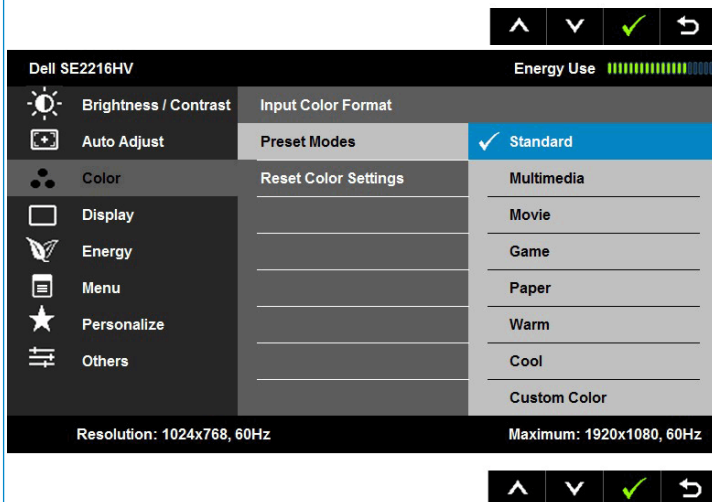 Dell SE2216HV Energy Use
Brightness / Contrast Input Color Format
Auto Adjust Preset Modes Standard
Color Reset Color Settings Multimedia
Display Movie
Energy Game
Menu Paper
Personalize Warm
Others Cool
Custom Color
Resolution: 1024x768, 60Hz Maximum: 1920x1080, 60Hz